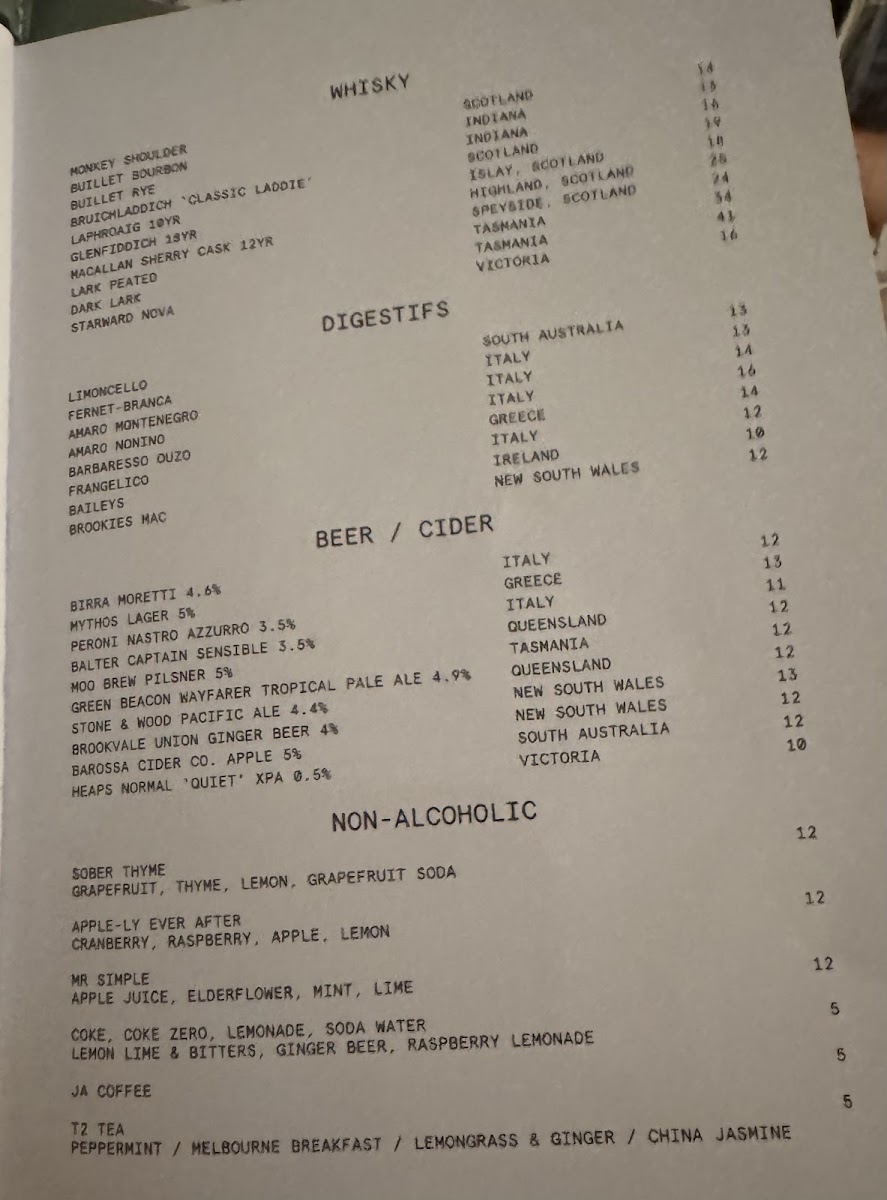 WHISKY
MONKEY SHOULDER SCOTLAND 14
BUILLET BOURBON INDIANA
BUILLET RYE INDIANA
BRUICHLADDICH 'CLASSIC LADDIE' SCOTLAND 19
LAPHROAIG 10YR ISLAY, SCOTLAND 18
GLENFIDDICH 15YR HIGHLAND, SCOTLAND
MACALLAN SHERRY CASK 12YR SPEYSIDE, SCOTLAND 24
LARK PEATED TASMANIA 34
DARK LARK TASMANIA 41
STARWARD NOVA VICTORIA 16
DIGESTIFS
LIMONCELLO SOUTH AUSTRALIA 13
FERNET-BRANCA ITALY 13
AMARO MONTENEGRO ITALY 14
AMARO NONINO ITALY 16
BARBARESSO OUZO GREECE 14
FRANGELICO ITALY 12
BAILEYS IRELAND 10
BROOKIES MAC NEW SOUTH WALES 12
BEER / CIDER
BIRRA MORETTI 4.6% ITALY 12
MYTHOS LAGER 5% GREECE 13
PERONI NASTRO AZZURRO 3.5% ITALY 11
BALTER CAPTAIN SENSIBLE 3.5% QUEENSLAND 12
MOO BREW PILSNER 5% TASMANIA 12
GREEN BEACON WAYFARER TROPICAL PALE ALE 4.9% QUEENSLAND 12
STONE & WOOD PACIFIC ALE 4.4% NEW SOUTH WALES 13
BROOKVALE UNION GINGER BEER 4% NEW SOUTH WALES 12
BAROSSA CIDER CO. APPLE 5% SOUTH AUSTRALIA 12
HEAPS NORMAL 'QUIET' XPA 0.5% VICTORIA 10
NON-ALCOHOLIC
SOBER THYME 12
GRAPEFRUIT, THYME, LEMON, GRAPEFRUIT SODA
APPLE-LY EVER AFTER 12
CRANBERRY, RASPBERRY, APPLE, LEMON
MR SIMPLE 12
APPLE JUICE, ELDERFLOWER, MINT, LIME
COKE, COKE ZERO, LEMONADE, SODA WATER 5
LEMON LIME & BITTERS, GINGER BEER, RASPBERRY LEMONADE
JA COFFEE 5
T2 TEA 5
PEPPERMINT / MELBOURNE BREAKFAST / LEMONGRASS & GINGER / CHINA JASMINE